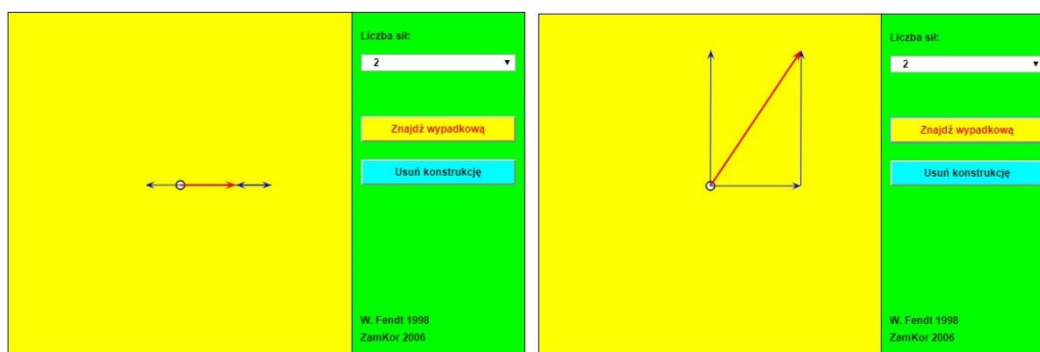 Liczba sił:
2
Znajdź wypadkową
Usuń konstrukcję
W. Fendt 1998
ZamKor 2006
Liczba sił:
2
Znajdź wypadkową
Usuń konstrukcję
W. Fendt 1998
ZamKor 2006